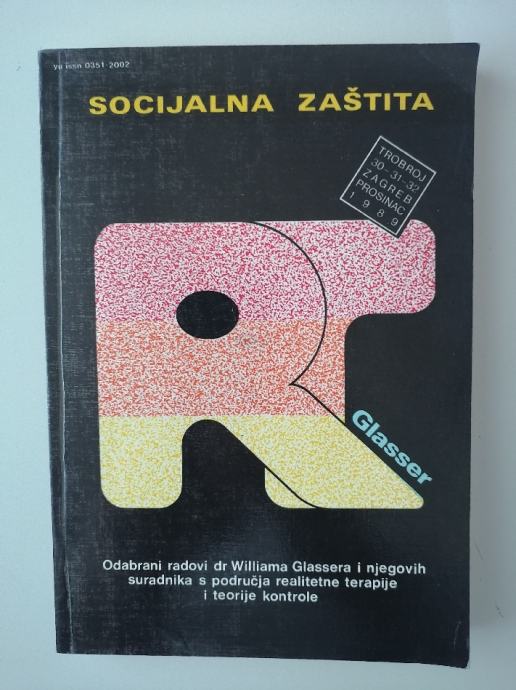 yu issn 0351-2002
SOCIJALNA ZAŠTITA
TROBROJ
30-31-32
ZAGREB
PROSINAC
1989
RT
Glasser
Odabrani radovi dr Williama Glassera i njegovih
suradnika s područja realitetne terapije
i teorije kontrole